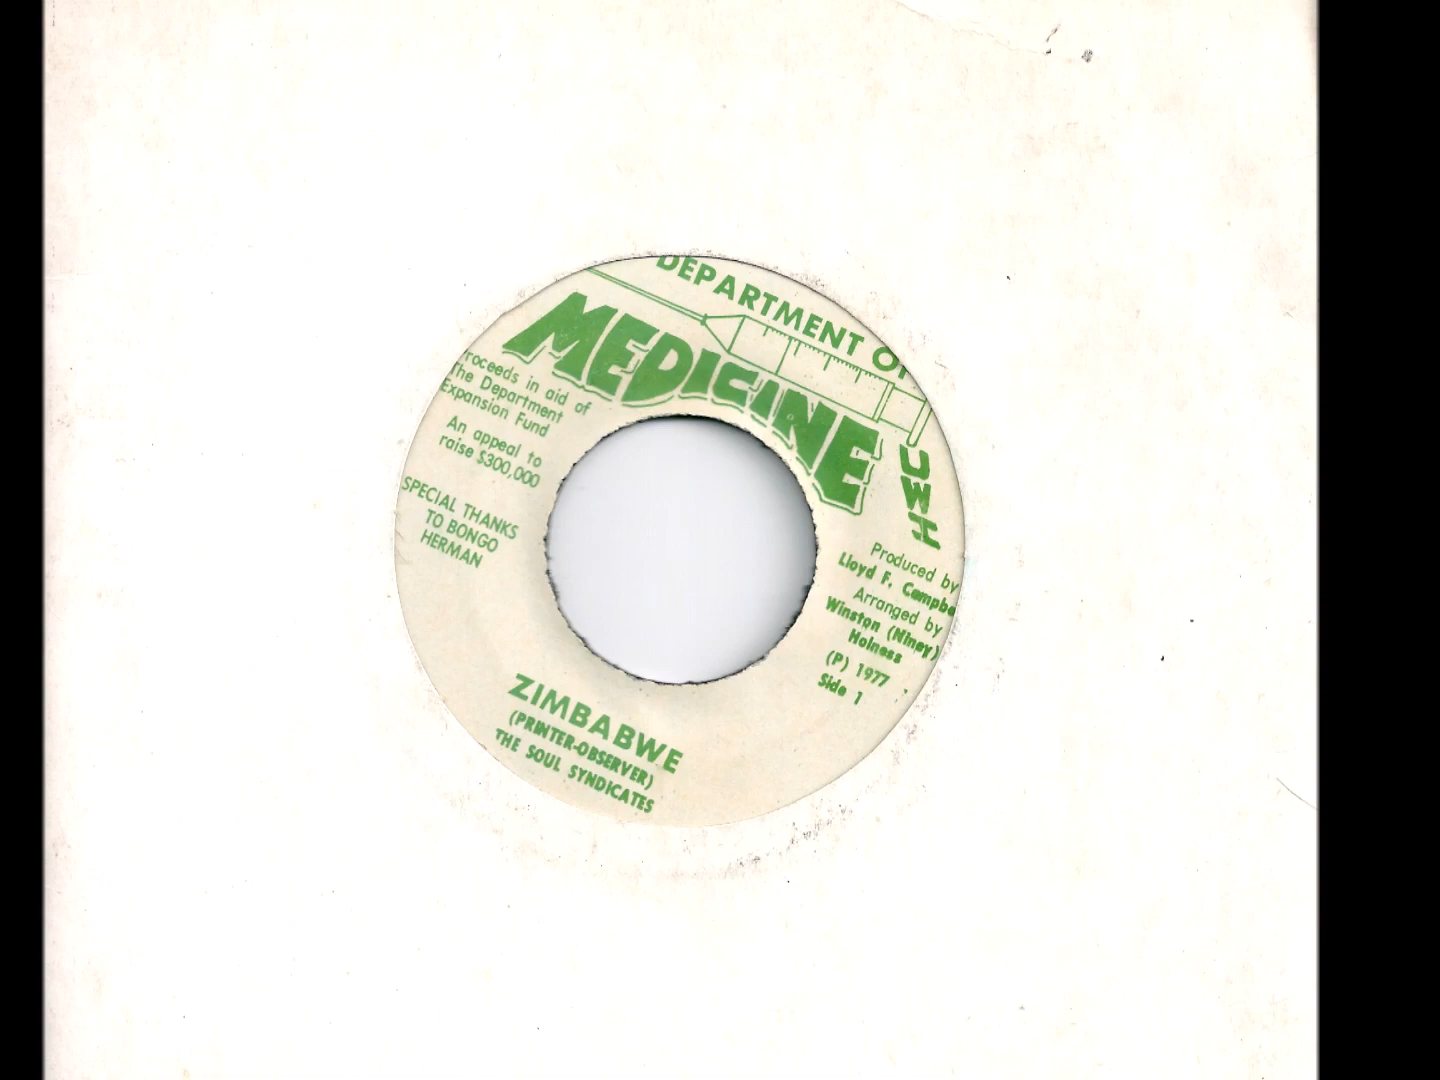 DEPARTMENT OF
MEDICINE
UWI
Proceeds in aid of
The Department
Expansion Fund
An appeal to
raise $300,000
SPECIAL THANKS
TO BONGO
HERMAN
Produced by
Lloyd F. Campbe
Arranged by
Winston (Niney)
Holness
(P) 1977
Side 1
ZIMBABWE
(PRINTER-OBSERVER)
THE SOUL SYNDICATES